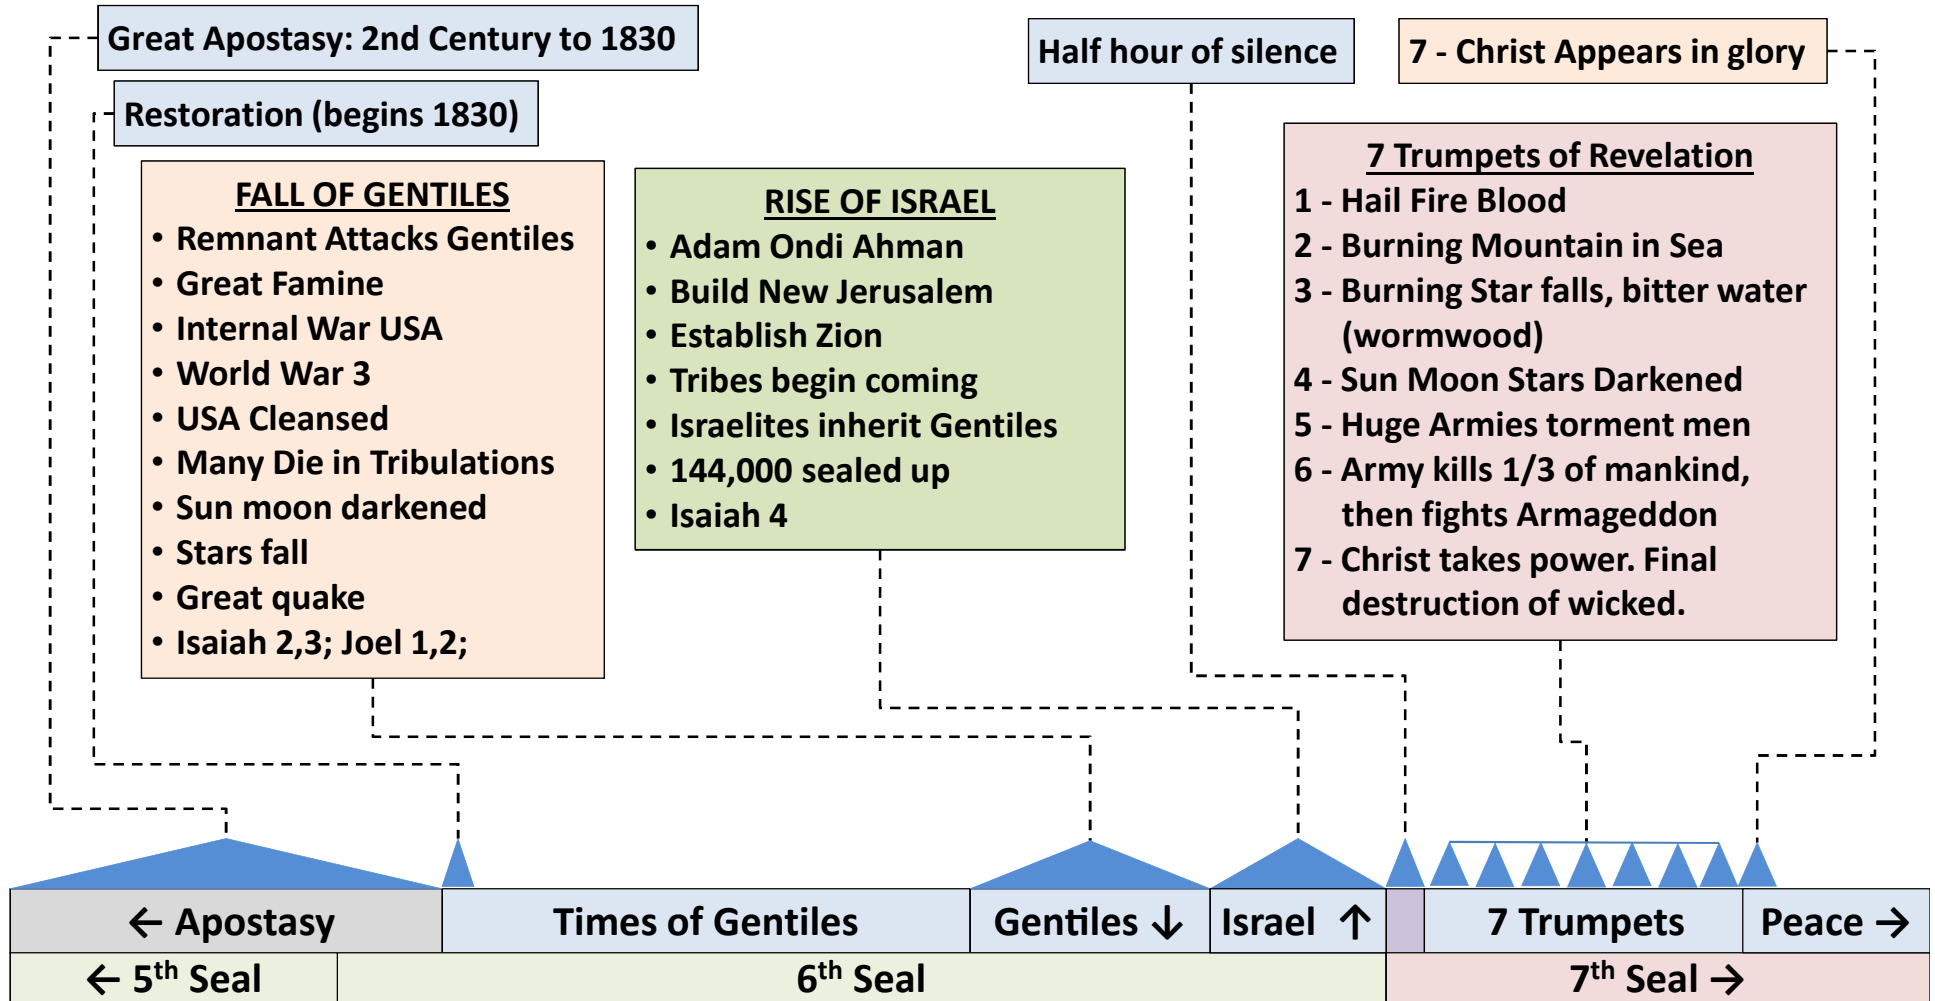 Great Apostasy: 2nd Century to 1830
Restoration (begins 1830)
Half hour of silence
7 - Christ Appears in glory
FALL OF GENTILES
• Remnant Attacks Gentiles
• Great Famine
• Internal War USA
• World War 3
• USA Cleansed
• Many Die in Tribulations
• Sun moon darkened
• Stars fall
• Great quake
• Isaiah 2,3; Joel 1,2;
RISE OF ISRAEL
• Adam Ondi Ahman
• Build New Jerusalem
• Establish Zion
• Tribes begin coming
• Israelites inherit Gentiles
• 144,000 sealed up
• Isaiah 4
7 Trumpets of Revelation
1 - Hail Fire Blood
2 - Burning Mountain in Sea
3 - Burning Star falls, bitter water
(wormwood)
4 - Sun Moon Stars Darkened
5 - Huge Armies torment men
6 - Army kills 1/3 of mankind,
then fights Armageddon
7 - Christ takes power. Final
destruction of wicked.
← Apostasy
Times of Gentiles
Gentiles ↓
Israel ↑
7 Trumpets
Peace →
← 5th Seal
6th Seal
7th Seal →